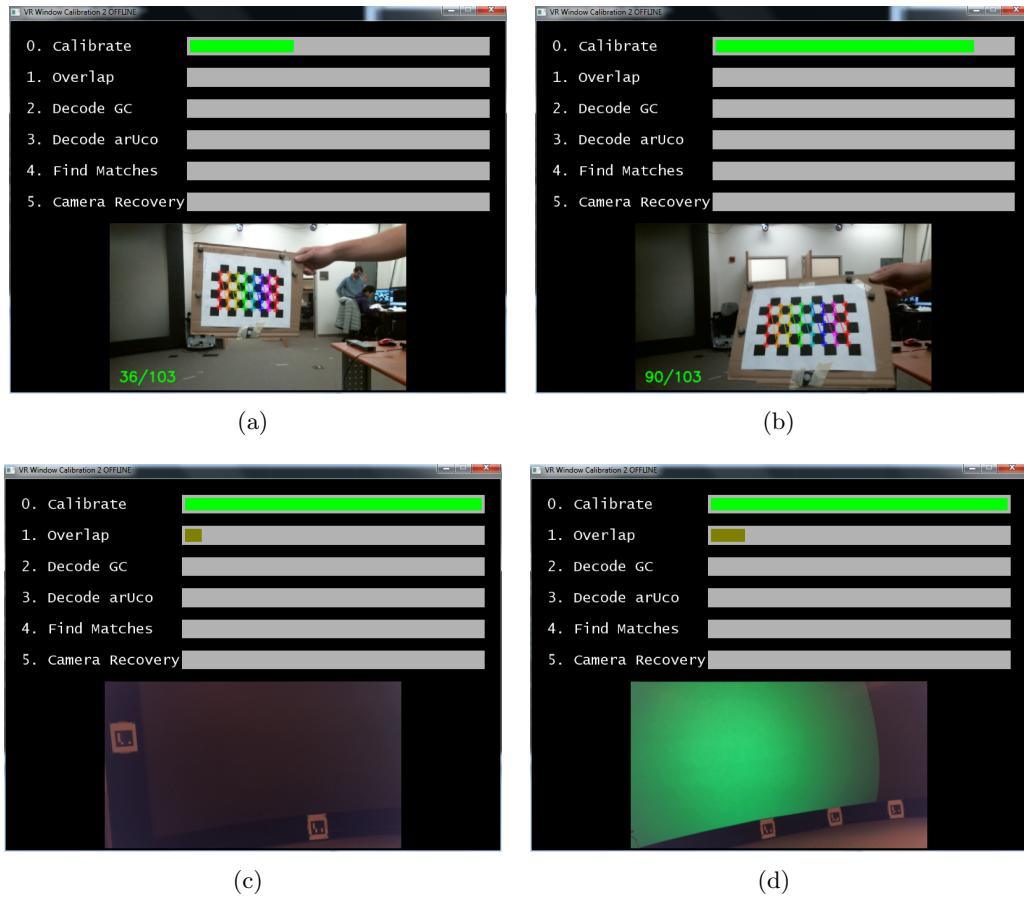 VR Window Calibration 2 OFFLINE
0. Calibrate
1. Overlap
2. Decode GC
3. Decode arUco
4. Find Matches
5. Camera Recovery
36/103
(a)
VR Window Calibration 2 OFFLINE
0. Calibrate
1. Overlap
2. Decode GC
3. Decode arUco
4. Find Matches
5. Camera Recovery
90/103
(b)
VR Window Calibration 2 OFFLINE
0. Calibrate
1. Overlap
2. Decode GC
3. Decode arUco
4. Find Matches
5. Camera Recovery
(c)
VR Window Calibration 2 OFFLINE
0. Calibrate
1. Overlap
2. Decode GC
3. Decode arUco
4. Find Matches
5. Camera Recovery
(d)